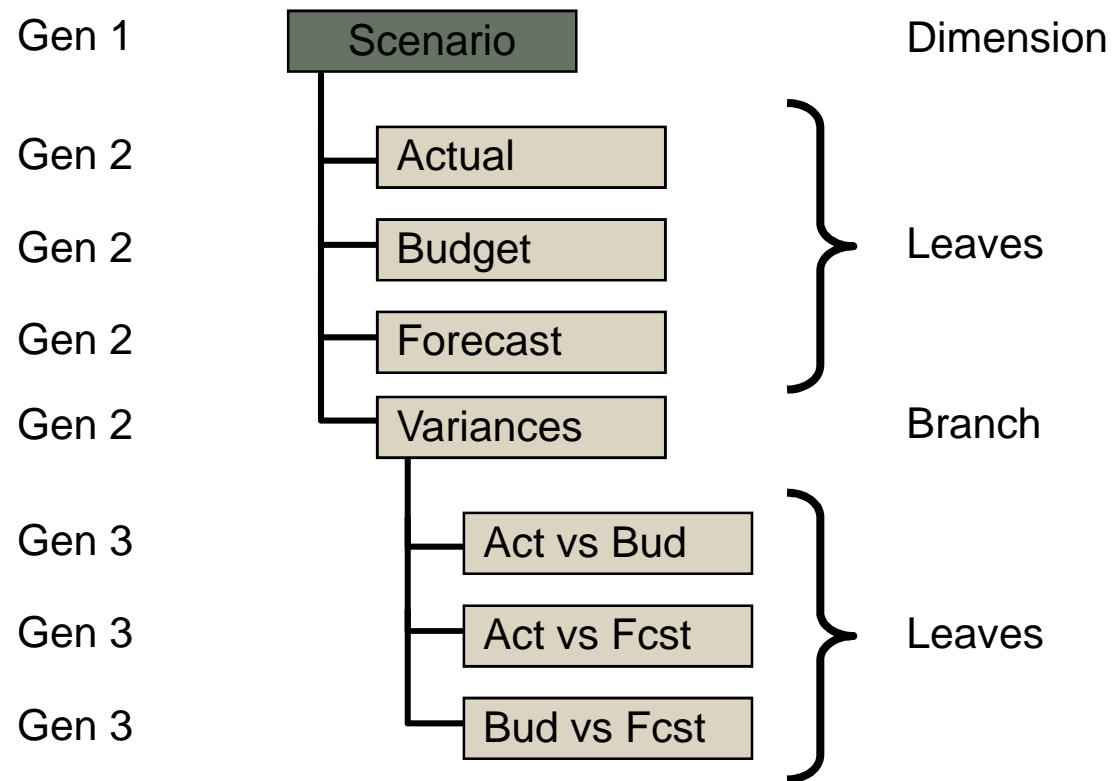 Gen 1 Scenario Dimension
Gen 2 Actual
Gen 2 Budget Leaves
Gen 2 Forecast
Gen 2 Variances Branch
Gen 3 Act vs Bud
Gen 3 Act vs Fcst Leaves
Gen 3 Bud vs Fcst